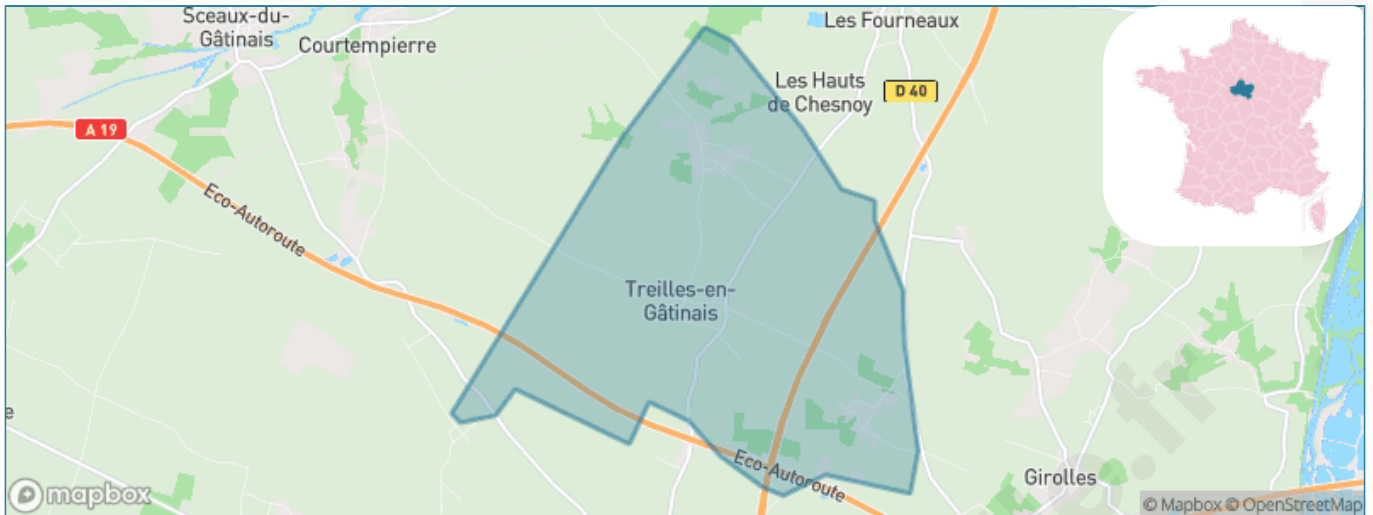 Sceaux-du-
Gâtinais
Courtempierre
Les Fourneaux
Les Hauts
de Chesnoy
D 40
A 19
Eco-Autoroute
Treilles-en-
Gâtinais
e
Eco-Autoroute
Girolles
mapbox
© Mapbox © OpenStreetMap